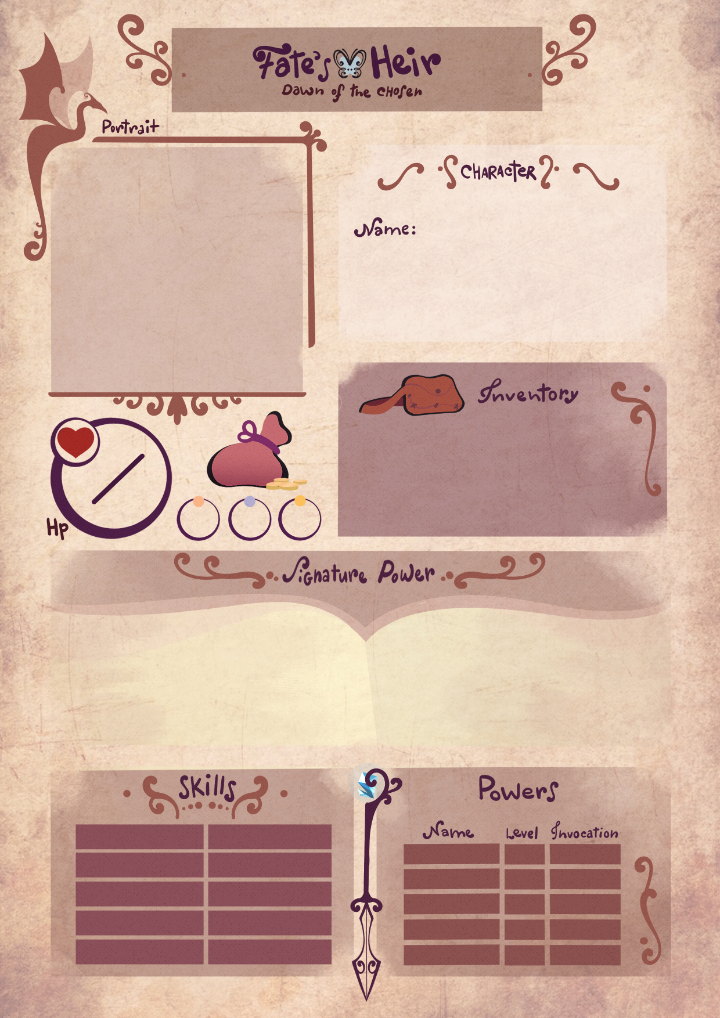 Fate's Heir
Dawn of the chosen
Portrait
CHARACTER
Name:
Inventory
Hp
Signature Power
Skills
Powers
Name Level Invocation